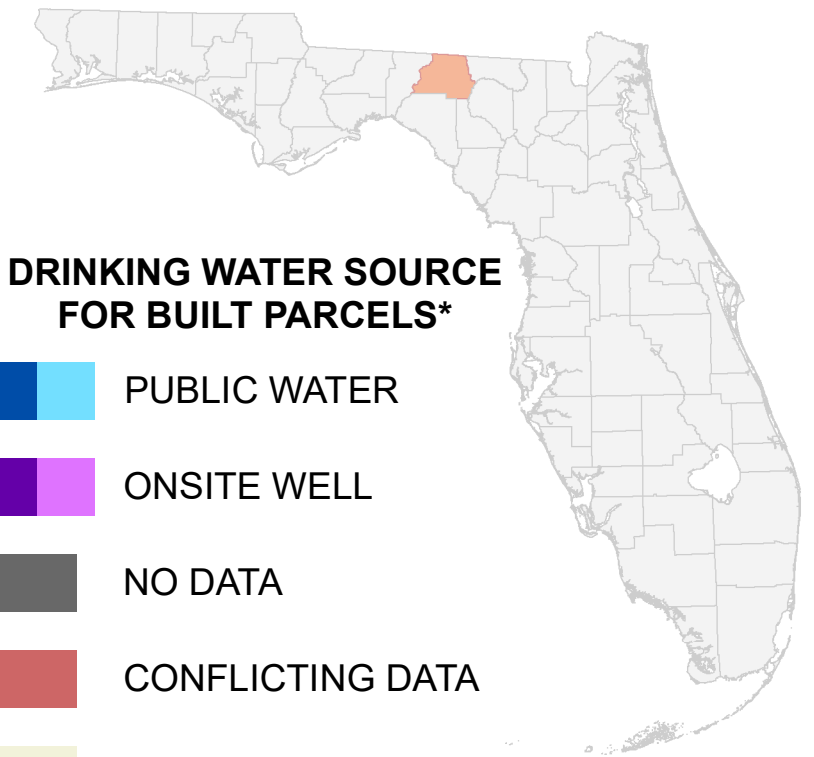 DRINKING WATER SOURCE
FOR BUILT PARCELS*
PUBLIC WATER
ONSITE WELL
NO DATA
CONFLICTING DATA